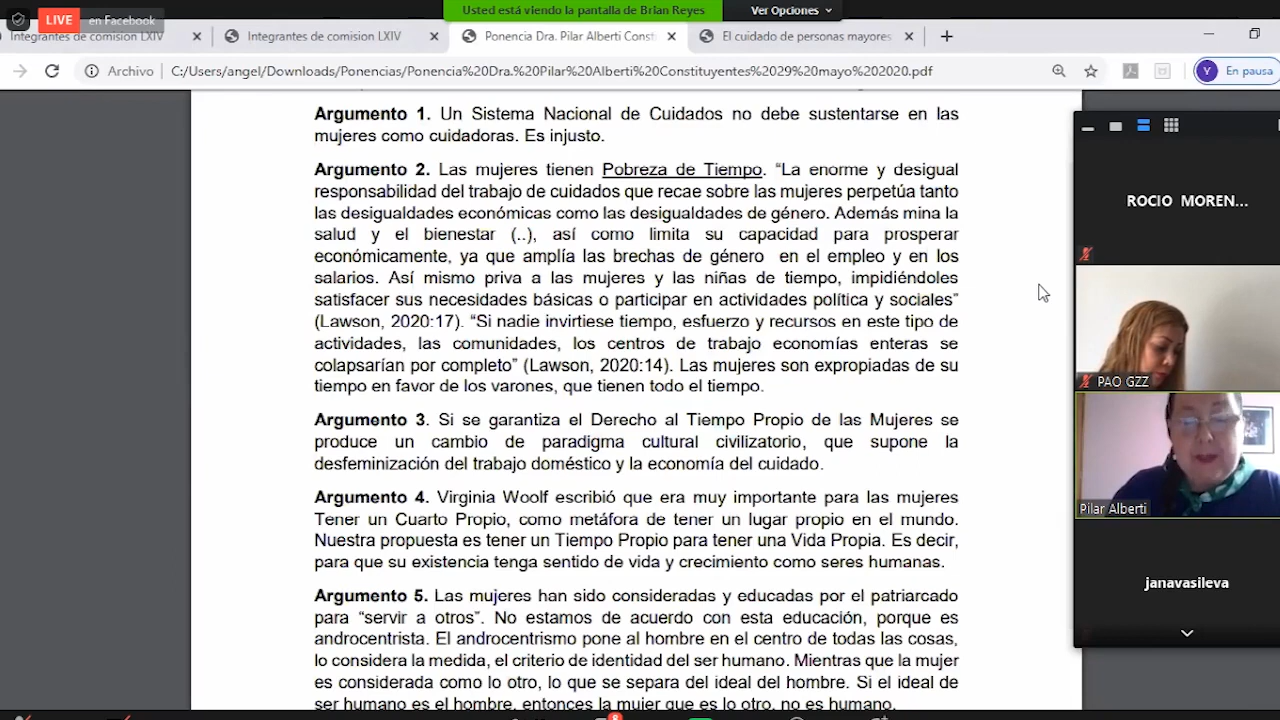 LIVE en Facebook
Usted está viendo la pantalla de Brian Reyes
Ver Opciones
Integrantes de comision LXIV
Integrantes de comision LXIV
Ponencia Dra. Pilar Alberti Const
El cuidado de personas mayores
Archivo
C:/Users/angel/Downloads/Ponencias/Ponencia%20Dra.%20Pilar%20Alberti%20Constituyentes%2029%20mayo%202020.pdf
Y En pausa
Argumento 1. Un Sistema Nacional de Cuidados no debe sustentarse en las
mujeres como cuidadoras. Es injusto.
Argumento 2. Las mujeres tienen Pobreza de Tiempo. “La enorme y desigual
responsabilidad del trabajo de cuidados que recae sobre las mujeres perpetúa tanto
las desigualdades económicas como las desigualdades de género. Además mina la
salud y el bienestar (..), así como limita su capacidad para prosperar
económicamente, ya que amplía las brechas de género en el empleo y en los
salarios. Así mismo priva a las mujeres y las niñas de tiempo, impidiéndoles
satisfacer sus necesidades básicas o participar en actividades política y sociales”
(Lawson, 2020:17). “Si nadie invirtiese tiempo, esfuerzo y recursos en este tipo de
actividades, las comunidades, los centros de trabajo economías enteras se
colapsarían por completo” (Lawson, 2020:14). Las mujeres son expropiadas de su
tiempo en favor de los varones, que tienen todo el tiempo.
Argumento 3. Si se garantiza el Derecho al Tiempo Propio de las Mujeres se
produce un cambio de paradigma cultural civilizatorio, que supone la
desfeminización del trabajo doméstico y la economía del cuidado.
Argumento 4. Virginia Woolf escribió que era muy importante para las mujeres
Tener un Cuarto Propio, como metáfora de tener un lugar propio en el mundo.
Nuestra propuesta es tener un Tiempo Propio para tener una Vida Propia. Es decir,
para que su existencia tenga sentido de vida y crecimiento como seres humanas.
Argumento 5. Las mujeres han sido consideradas y educadas por el patriarcado
para “servir a otros”. No estamos de acuerdo con esta educación, porque es
androcentrista. El androcentrismo pone al hombre en el centro de todas las cosas,
lo considera la medida, el criterio de identidad del ser humano. Mientras que la mujer
es considerada como lo otro, lo que se separa del ideal del hombre. Si el ideal de
ser humano es el hombre, entonces la mujer que es lo otro, no es humano.
ROCIO MOREN...
PAO GZZ
Pilar Alberti
janavasileva
8